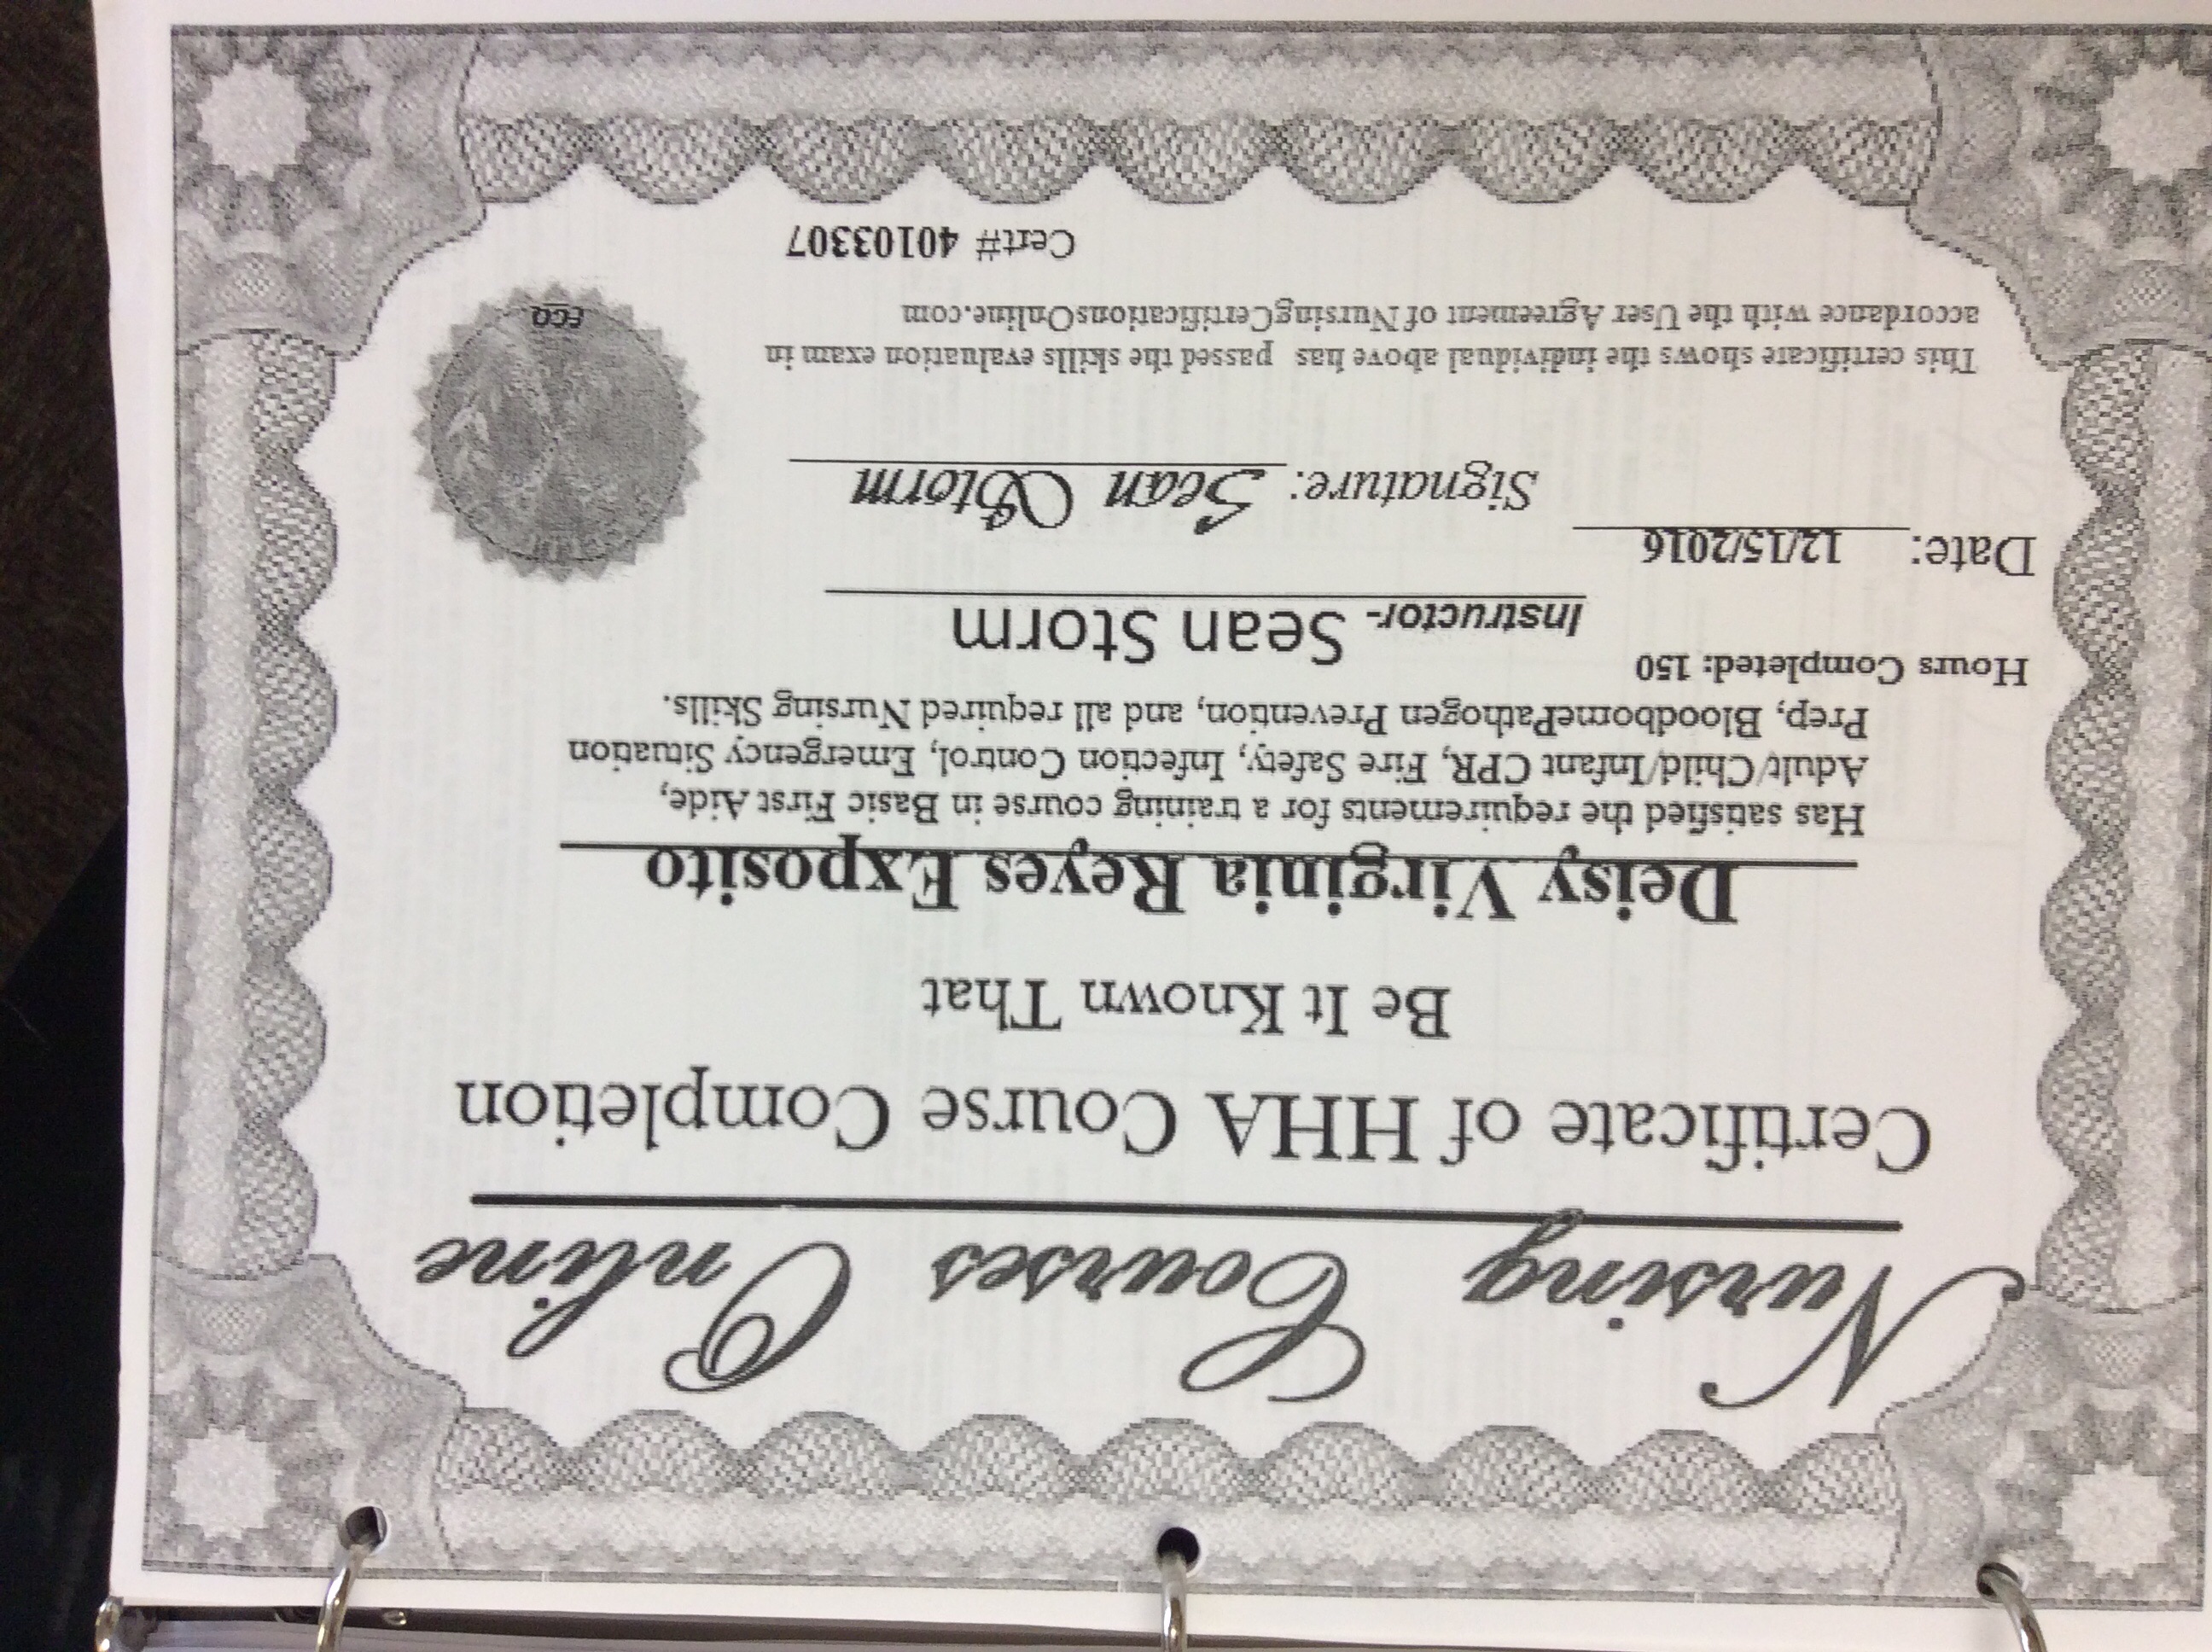 Nursing Courses Online
Certificate of HHA Course Completion
Be It Known That
Deisy Virginia Reyes Exposito
Has satisfied the requirements for a training course in Basic First Aide,
Adult/Child/Infant CPR, Fire Safety, Infection Control, Emergency Situation
Prep, BloodbornePathogen Prevention, and all required Nursing Skills.
Hours Completed: 150
Instructor- Sean Storm
Date: 12/15/2016
Signature: Sean Storm
This certificate shows the individual above has passed the skills evaluation exam in
accordance with the User Agreement of NursingCertificationsOnline.com
Cert# 40103307